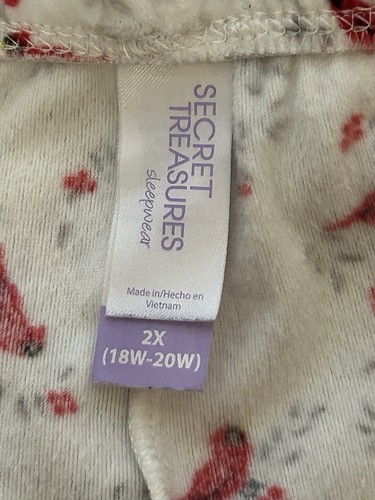 SECRET
TREASURES
sleepwear
Made in/Hecho en
Vietnam
2X
(18W-20W)